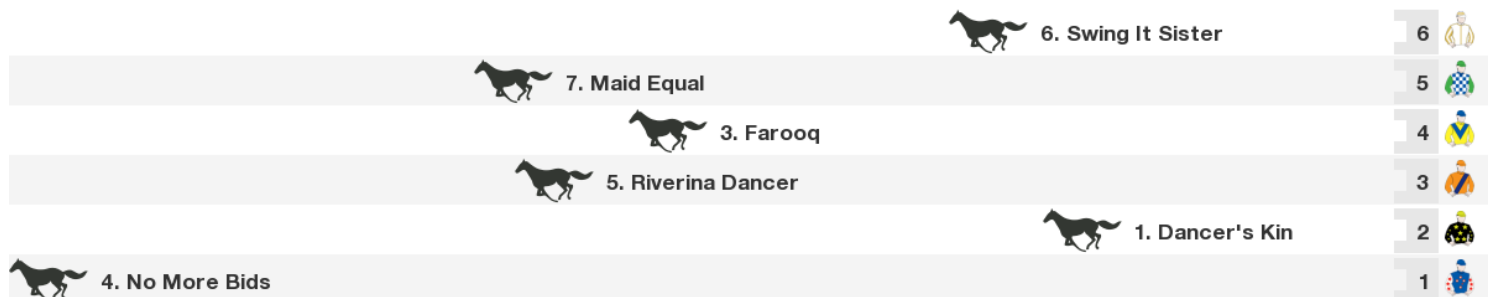 6. Swing It Sister 6
7. Maid Equal 5
3. Farooq 4
5. Riverina Dancer 3
1. Dancer's Kin 2
4. No More Bids 1